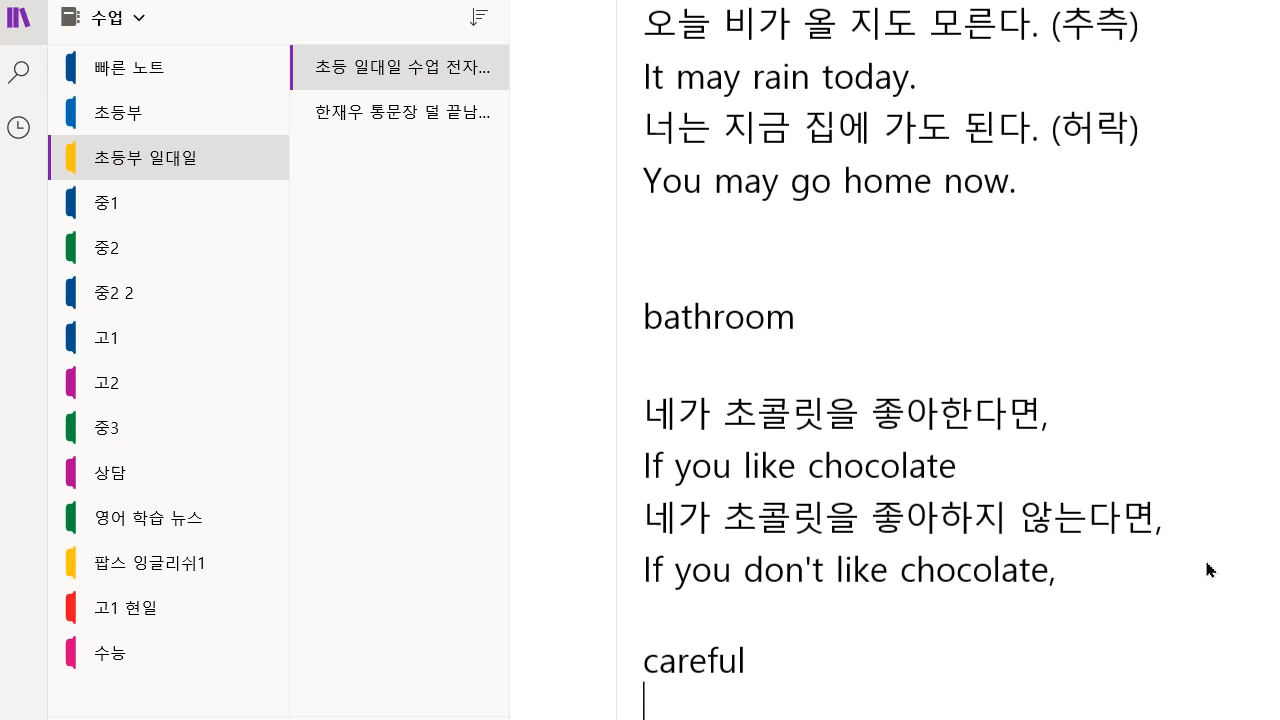 수업
빠른 노트
초등부
초등부 일대일
중1
중2
중2 2
고1
고2
중3
상담
영어 학습 뉴스
팝스 잉글리쉬1
고1 현일
수능
초등 일대일 수업 전자...
한재우 통문장 덜 끝남...
오늘 비가 올 지도 모른다. (추측)
It may rain today.
너는 지금 집에 가도 된다. (허락)
You may go home now.
bathroom
네가 초콜릿을 좋아한다면,
If you like chocolate
네가 초콜릿을 좋아하지 않는다면,
If you don't like chocolate,
careful